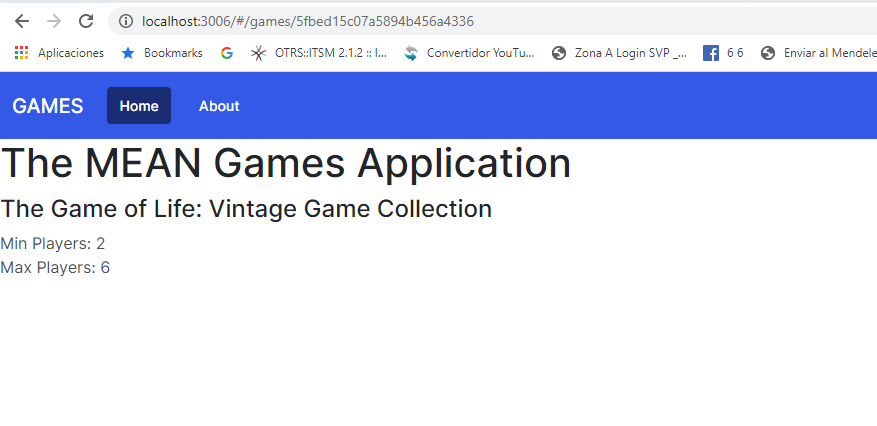 localhost:3006/#/games/5fbed15c07a5894b456a4336
Aplicaciones Bookmarks OTRS::ITSM 2.1.2 :: I... Convertidor YouTu... Zona A Login SVP _... 6 6 Enviar al Mendele
GAMES Home About
The MEAN Games Application
The Game of Life: Vintage Game Collection
Min Players: 2
Max Players: 6